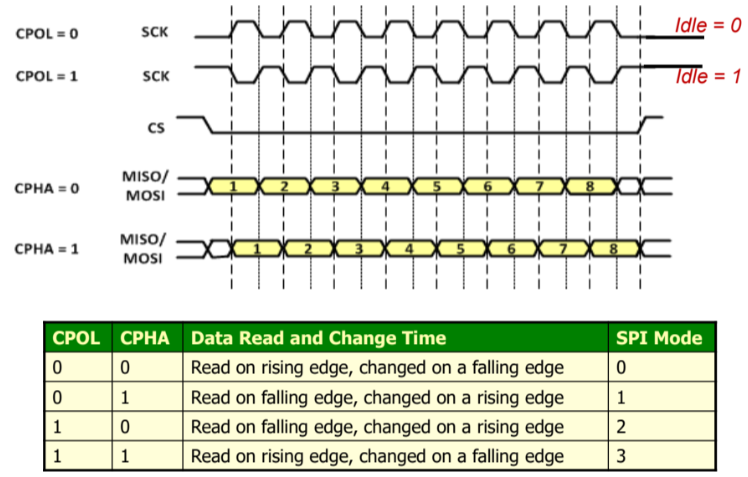 CPOL = 0 SCK Idle = 0
CPOL = 1 SCK Idle = 1
CS
CPHA = 0 MISO/ MOSI 1 2 3 4 5 6 7 8
CPHA = 1 MISO/ MOSI 1 2 3 4 5 6 7 8
CPOL CPHA Data Read and Change Time SPI Mode
0 0 Read on rising edge, changed on a falling edge 0
0 1 Read on falling edge, changed on a rising edge 1
1 0 Read on falling edge, changed on a rising edge 2
1 1 Read on rising edge, changed on a falling edge 3